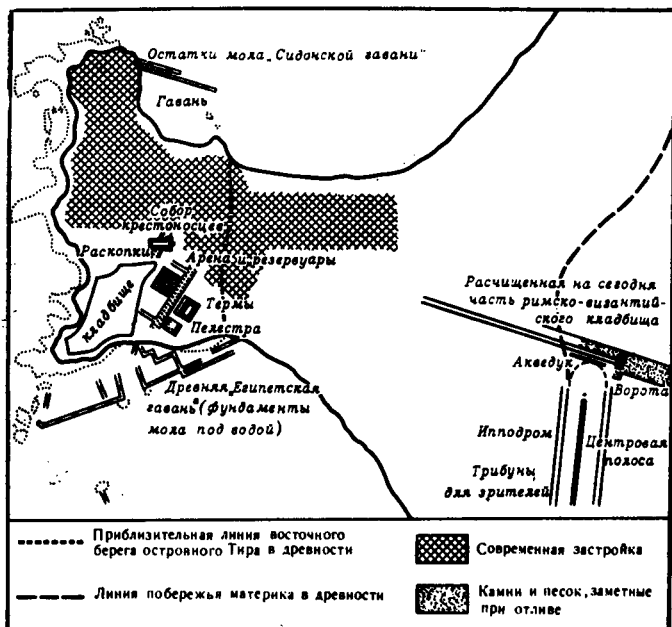 Остатки мола „Сидонской гавани"
Гавань
Собор
крестоносцев
Раскопки
Арена и резервуары
кладбище
Термы
Пелестра
Древняя „Египетская
гавань" (фундаменты
мола под водой)
Расчищенная на сегодня
часть римско-византий-
ского кладбища
Акведук
Ворота
Ипподром
Центровая
полоса
Трибуны
для зрителей
Приблизительная линия восточного
берега островного Тира в древности
Современная застройка
Линия побережья материка в древности
Камни и песок, заметные
при отливе